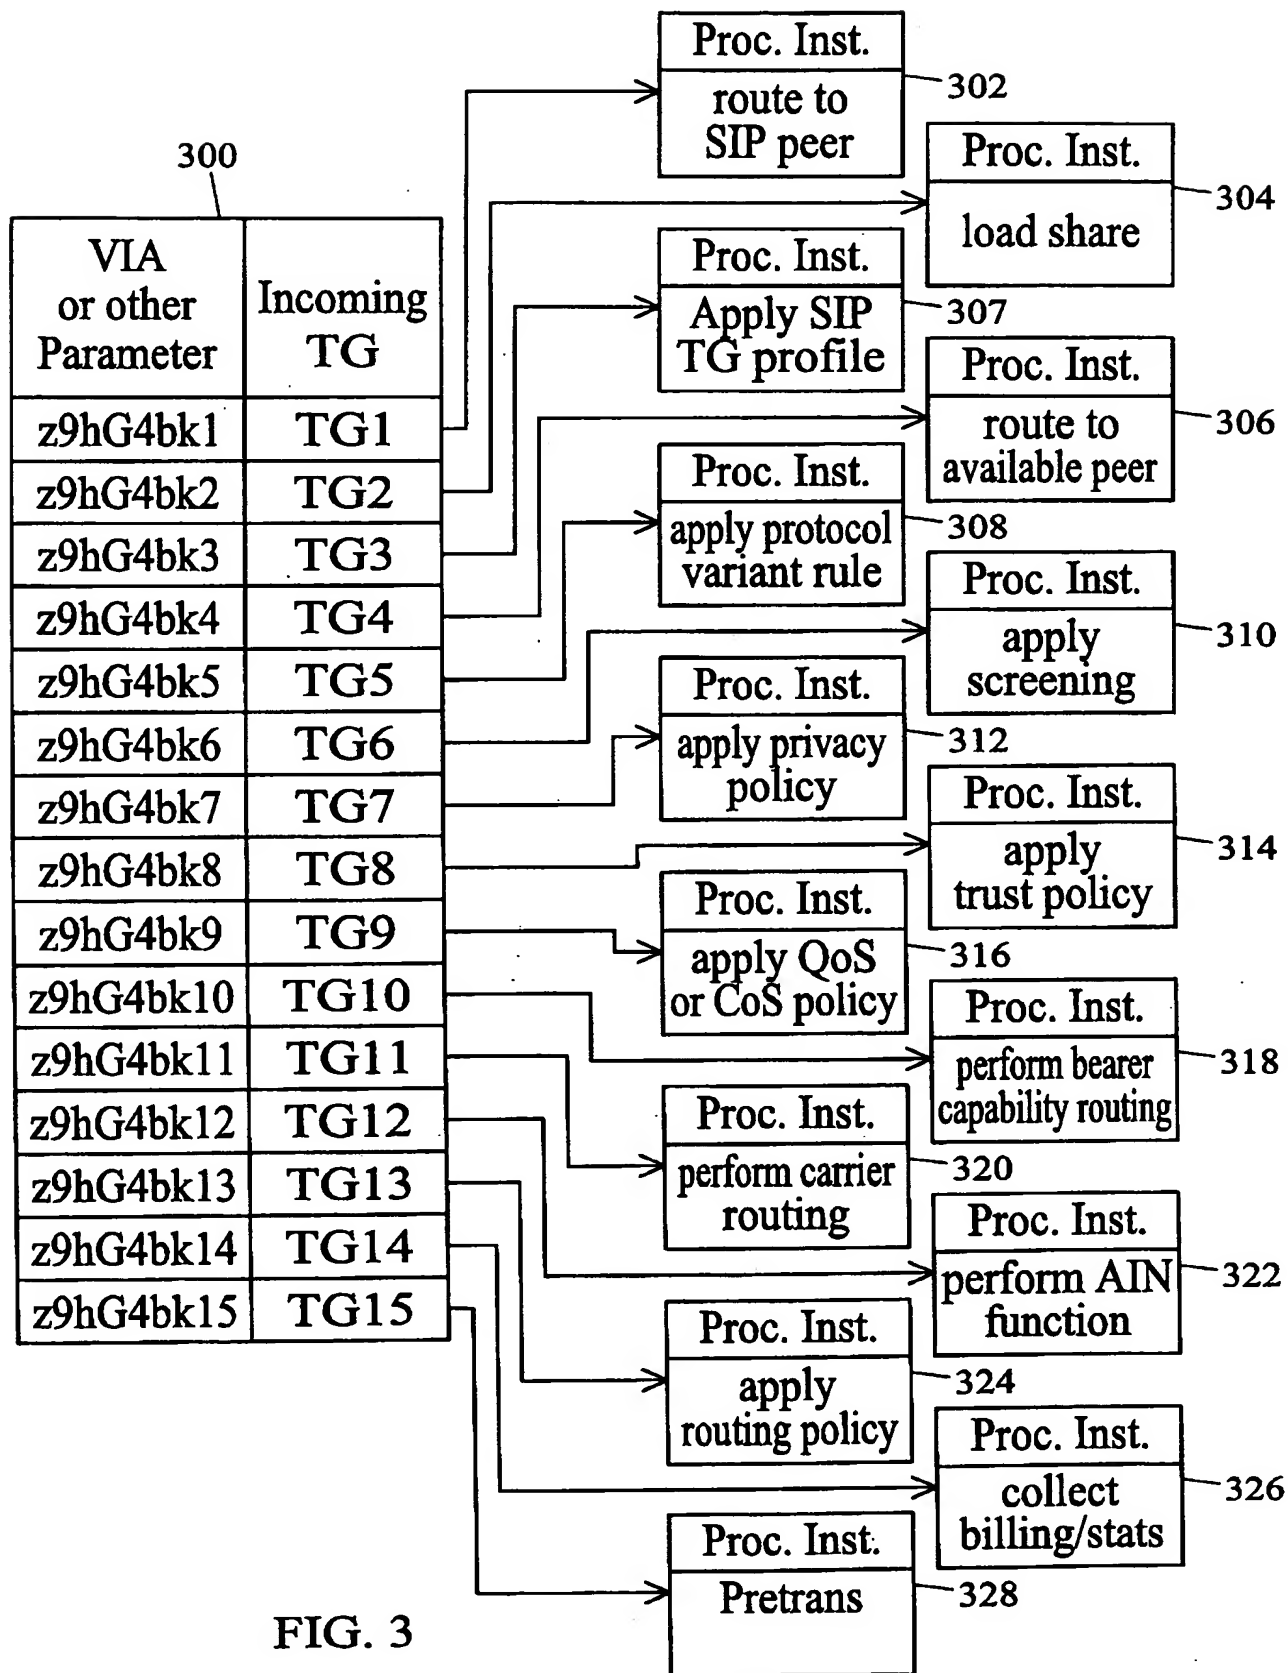 300
VIA
or other
Parameter
Incoming
TG
z9hG4bk1 TG1
z9hG4bk2 TG2
z9hG4bk3 TG3
z9hG4bk4 TG4
z9hG4bk5 TG5
z9hG4bk6 TG6
z9hG4bk7 TG7
z9hG4bk8 TG8
z9hG4bk9 TG9
z9hG4bk10 TG10
z9hG4bk11 TG11
z9hG4bk12 TG12
z9hG4bk13 TG13
z9hG4bk14 TG14
z9hG4bk15 TG15
Proc. Inst.
route to
SIP peer
302
Proc. Inst.
load share
304
Proc. Inst.
Apply SIP
TG profile
307
Proc. Inst.
route to
available peer
306
Proc. Inst.
apply protocol
variant rule
308
Proc. Inst.
apply
screening
310
Proc. Inst.
apply privacy
policy
312
Proc. Inst.
apply
trust policy
314
Proc. Inst.
apply QoS
or CoS policy
316
Proc. Inst.
perform bearer
capability routing
318
Proc. Inst.
perform carrier
routing
320
Proc. Inst.
perform AIN
function
322
Proc. Inst.
apply
routing policy
324
Proc. Inst.
collect
billing/stats
326
Proc. Inst.
Pretrans
328
FIG. 3